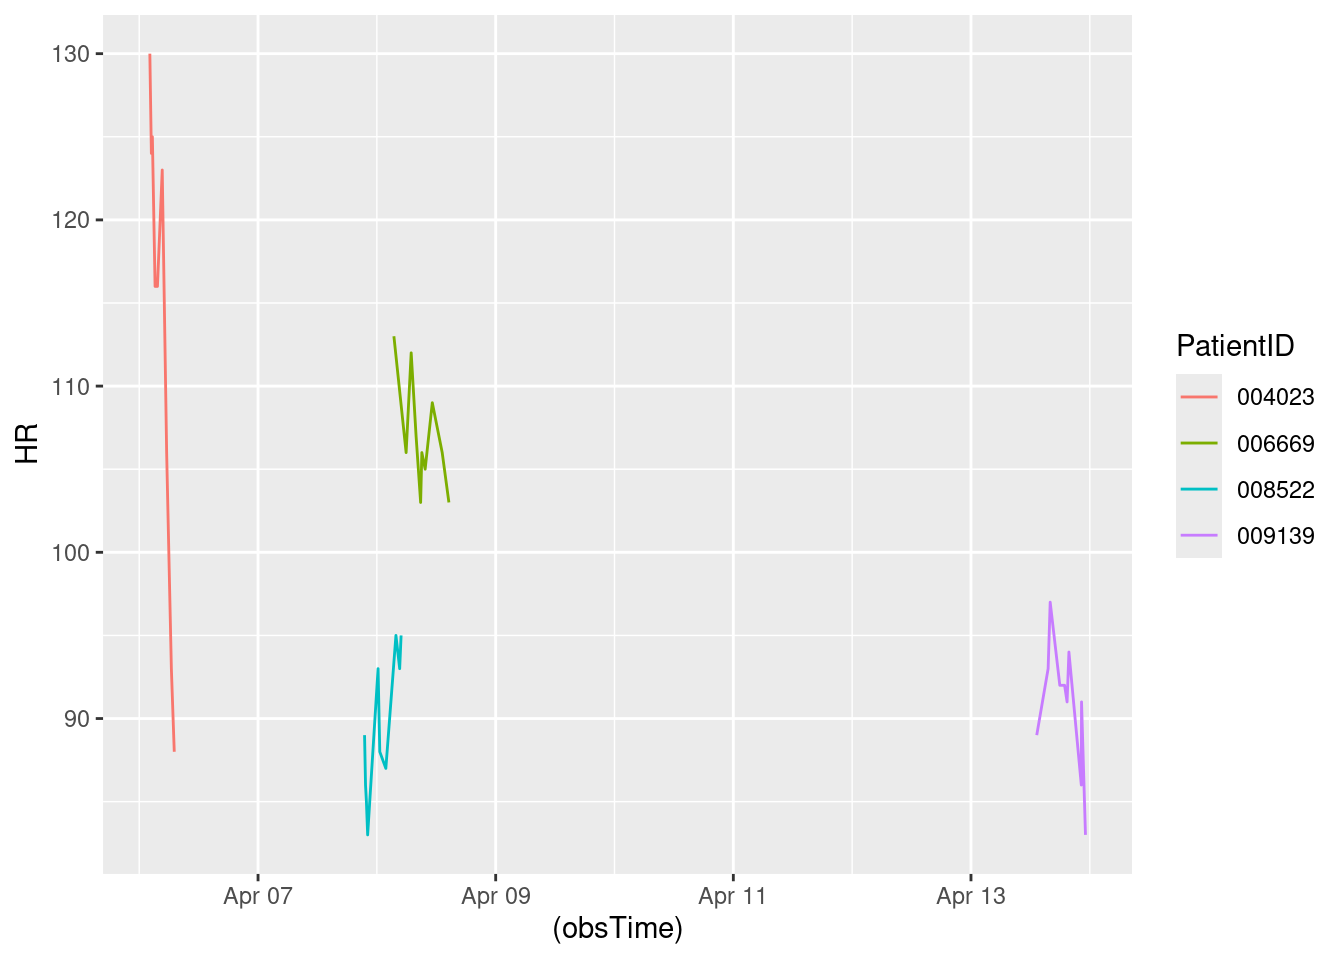 130
120
110
100
90
HR
Apr 07
Apr 09
Apr 11
Apr 13
(obsTime)
PatientID
004023
006669
008522
009139